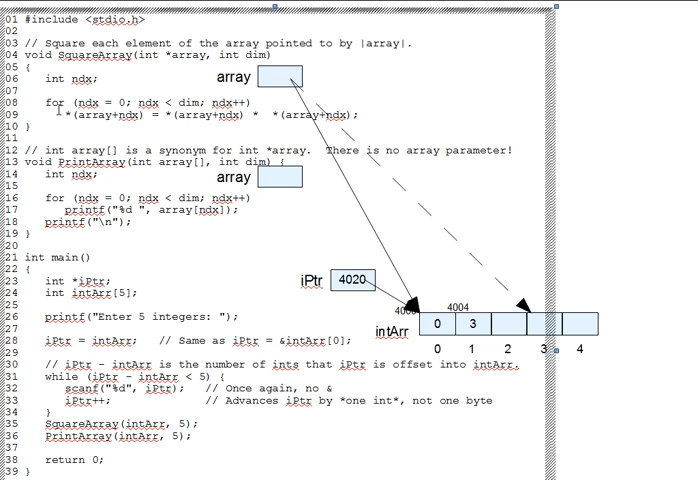 01 #include <stdio.h>
02
03 // Square each element of the array pointed to by |array|.
04 void SquareArray(int *array, int dim)
05 {
06 int ndx;
07
08 for (ndx = 0; ndx < dim; ndx++)
09 *(array+ndx) = *(array+ndx) * *(array+ndx);
10 }
11
12 // int array[] is a synonym for int *array. There is no array parameter!
13 void PrintArray(int array[], int dim) {
14 int ndx;
15
16 for (ndx = 0; ndx < dim; ndx++)
17 printf("%d ", array[ndx]);
18 printf("\n");
19 }
20
21 int main()
22 {
23 int *iPtr;
24 int intArr[5];
25
26 printf("Enter 5 integers: ");
27
28 iPtr = intArr; // Same as iPtr = &intArr[0];
29
30 // iPtr - intArr is the number of ints that iPtr is offset into intArr.
31 while (iPtr - intArr < 5) {
32 scanf("%d", iPtr); // Once again, no &
33 iPtr++; // Advances iPtr by *one int*, not one byte
34 }
35 SquareArray(intArr, 5);
36 PrintArray(intArr, 5);
37
38 return 0;
39 }
array
array
iPtr 4020
4004
intArr 0 3
0 1 2 3 4